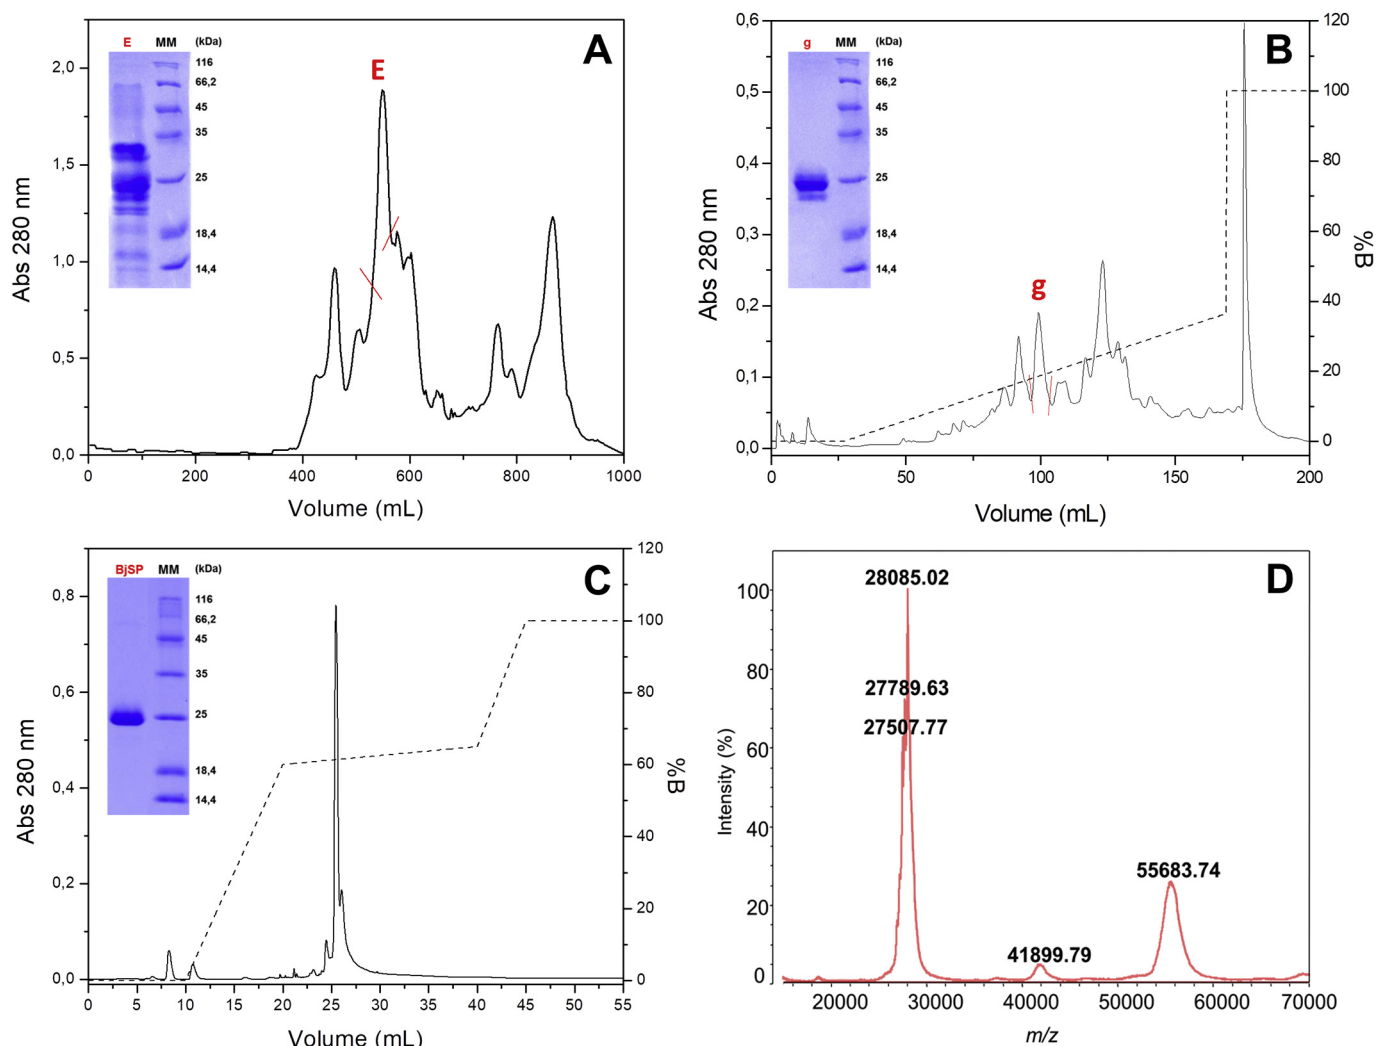 A
E MM (kDa)
116
66,2
45
35
25
18,4
14,4
E
2,0
1,5
1,0
0,5
0,0
Abs 280 nm
0 200 400 600 800 1000
Volume (mL)
B
g MM (kDa)
116
66,2
45
35
25
18,4
14,4
g
0,6
0,5
0,4
0,3
0,2
0,1
0,0
Abs 280 nm
120
100
80
60
40
20
0
%B
0 50 100 150 200
Volume (mL)
C
BjSP MM (kDa)
116
66,2
45
35
25
18,4
14,4
0,8
0,6
0,4
0,2
0,0
Abs 280 nm
120
100
80
60
40
20
0
%B
0 5 10 15 20 25 30 35 40 45 50 55
Volume (mL)
D
28085.02
27789.63
27507.77
41899.79
55683.74
100
80
60
40
20
0
Intensity (%)
20000 30000 40000 50000 60000 70000
m/z